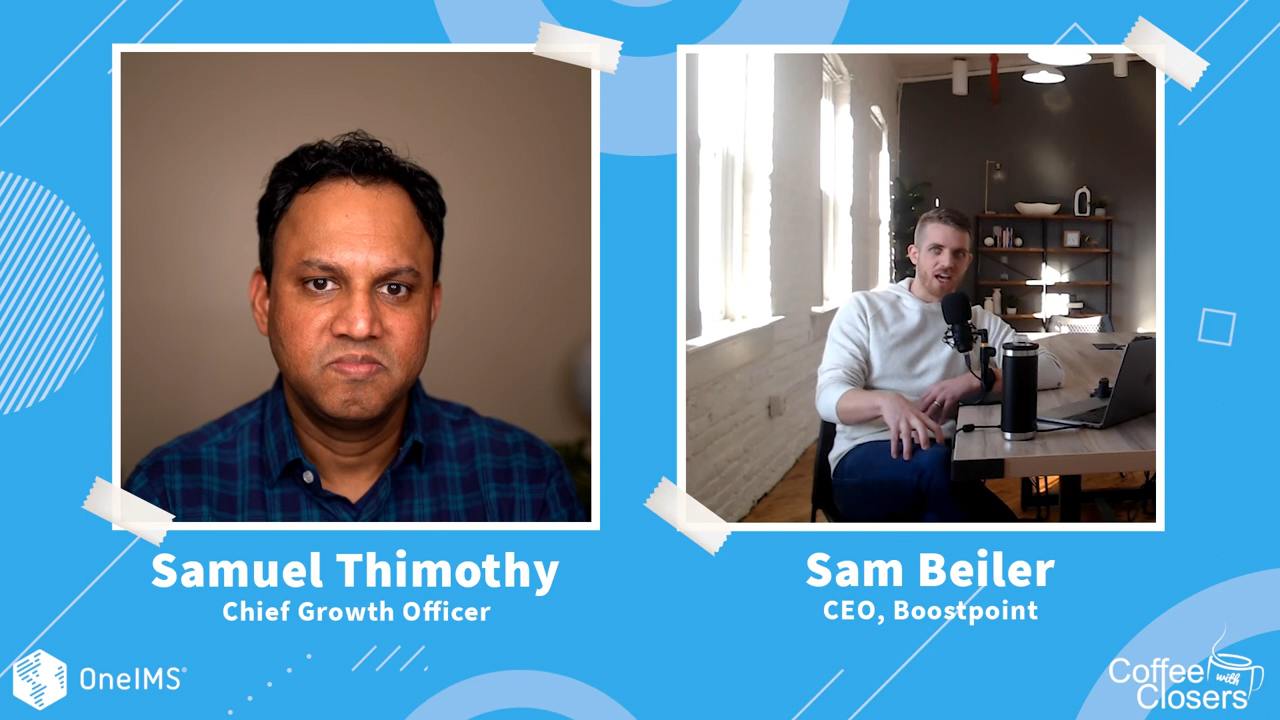 Samuel Thimothy
Chief Growth Officer
Sam Beiler
CEO, Boostpoint
OneIMS®
Coffee
with
Closers